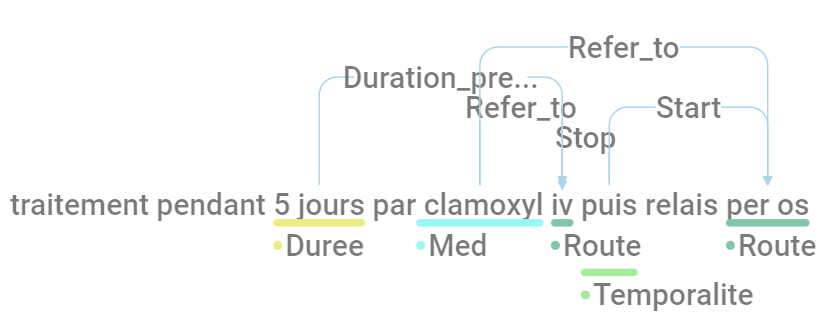 Refer_to
Duration_pre...
Refer_to
Start
Stop
traitement pendant 5 jours par clamoxyl iv puis relais per os
Duree Med Route Route
Temporalite